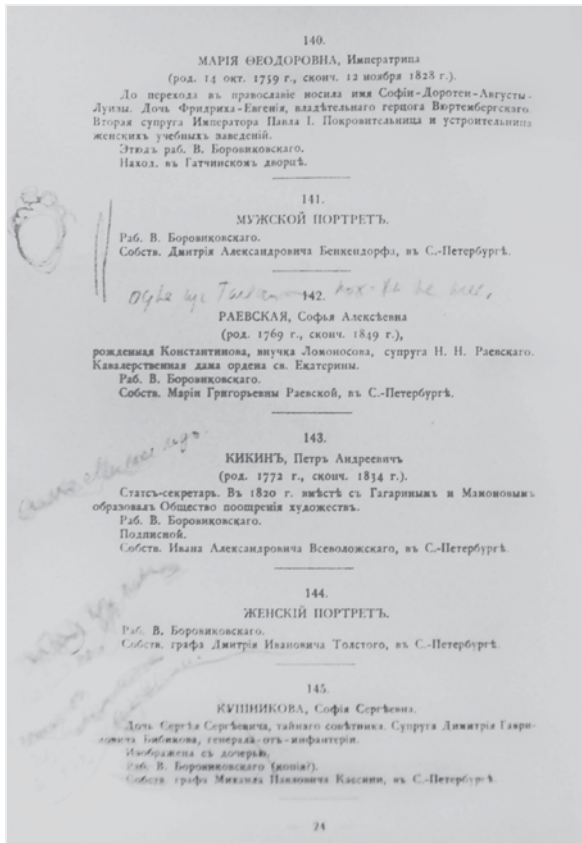 140.
МАРІЯ ѲЕОДОРОВНА, Императрица
(род. 14 окт. 1759 г., сконч. 12 ноября 1828 г.).
До перехода въ православіе носила имя Софіи-Доротеи-Августы-
Луизы. Дочь Фридриха-Евгенія, владѣтельнаго герцога Вюртембергскаго.
Вторая супруга Императора Павла I. Покровительница и устроительница
женскихъ учебныхъ заведеній.
Этюдъ раб. В. Боровиковскаго.
Наход. въ Гатчинскомъ дворцѣ.
141.
МУЖСКОЙ ПОРТРЕТЪ.
Раб. В. Боровиковскаго.
Собств. Дмитрія Александровича Бенкендорфа, въ С.-Петербургѣ.
142.
РАЕВСКАЯ, Софья Алексѣевна
(род. 1769 г., сконч. 1849 г.),
рожденная Константинова, внучка Ломоносова, супруга Н. Н. Раевскаго.
Кавалерственная дама ордена св. Екатерины.
Раб. В. Боровиковскаго.
Собств. Маріи Григорьевны Раевской, въ С.-Петербургѣ.
143.
КИКИНЪ, Петръ Андреевичъ
(род. 1772 г., сконч. 1834 г.).
Статсъ-секретарь. Въ 1820 г. вмѣстѣ съ Гагаринымъ и Мамоновымъ
образовалъ Общество поощренія художествъ.
Раб. В. Боровиковскаго.
Подписной.
Собств. Ивана Александровича Всеволожскаго, въ С.-Петербургѣ.
144.
ЖЕНСКІЙ ПОРТРЕТЪ.
Раб. В. Боровиковскаго.
Собств. графа Дмитрія Ивановича Толстого, въ С.-Петербургѣ.
145.
КУШНИКОВА, Софія Сергѣевна.
Дочь Сергѣя Сергѣевича, тайнаго совѣтника. Супруга Димитрія Гаври-
ловича Бибикова, генерала-отъ-инфантеріи.
Изображена съ дочерью.
Раб. В. Боровиковскаго (копія?).
Собств. графа Михаила Павловича Кассини, въ С.-Петербургѣ.
24